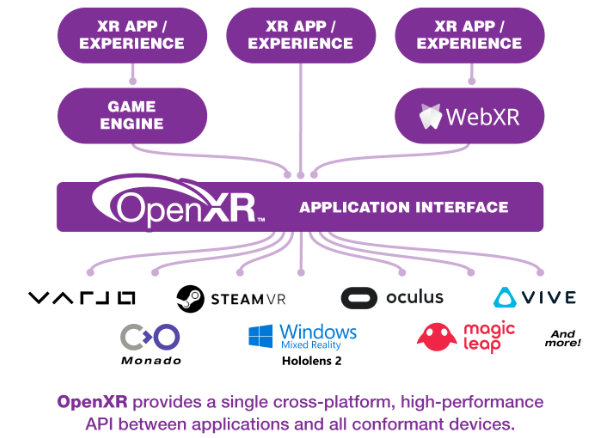 XR APP / XR APP / XR APP /
EXPERIENCE EXPERIENCE EXPERIENCE
GAME
ENGINE
WebXR
OpenXR™ APPLICATION INTERFACE
VARJO STEAMVR oculus VIVE
Monado
Windows
Mixed Reality
Hololens 2
magic
leap
And
more!
OpenXR provides a single cross-platform, high-performance
API between applications and all conformant devices.